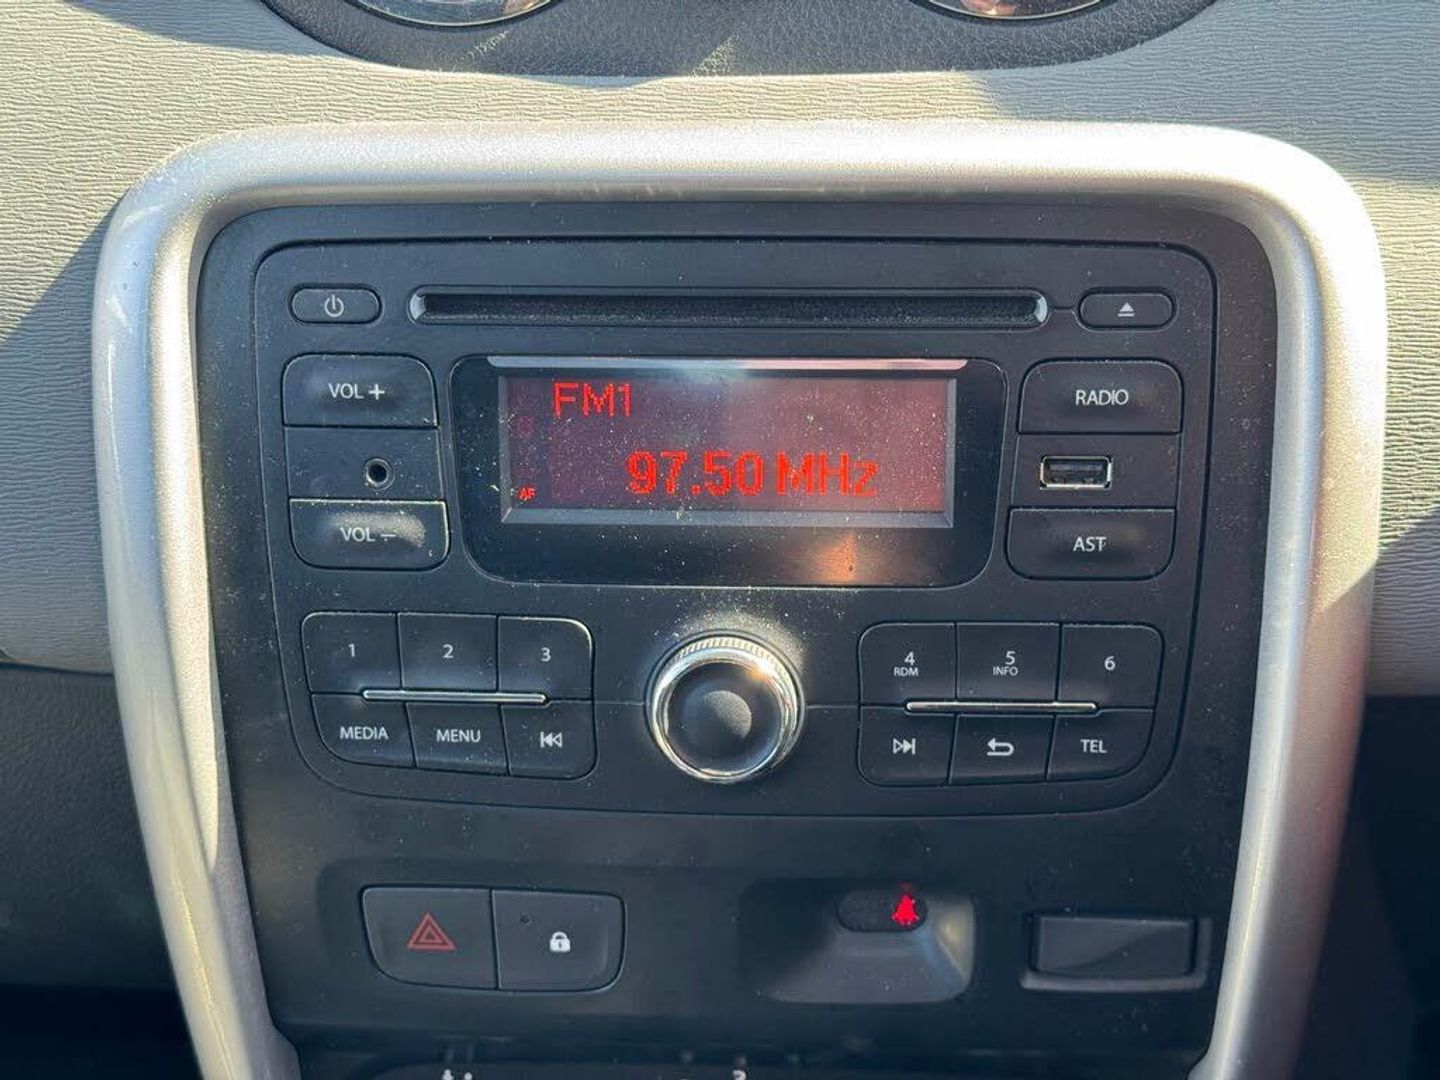 VOL +
FM1
RADIO
97.50 MHz
AF
VOL –
AST
1 2 3
4 5 6
RDM INFO
MEDIA MENU
TEL